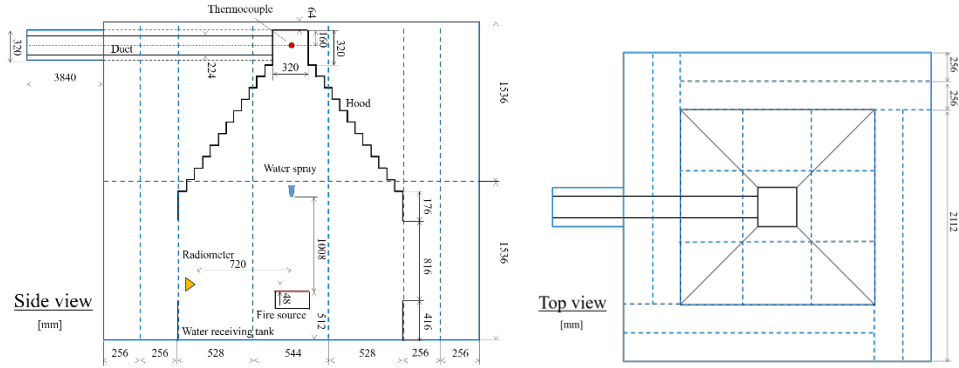 Thermocouple
64
160
320
320
Duct
224
320
3840
Hood
1536
Water spray
176
1008
Radiometer
720
816
48
Fire source
512
416
1536
Side view
[mm]
Water receiving tank
256
256
528
544
528
256
256
256
256
2112
Top view
[mm]